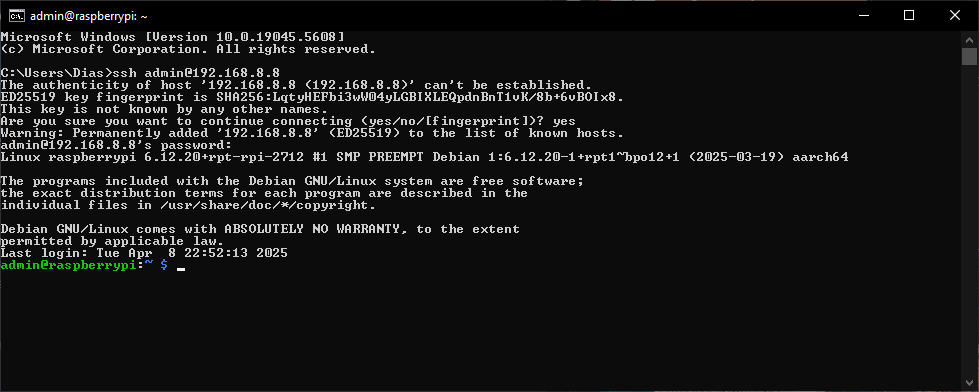 admin@raspberrypi: ~
Microsoft Windows [Version 10.0.19045.5608]
(c) Microsoft Corporation. All rights reserved.
C:\Users\Dias>ssh admin@192.168.8.8
The authenticity of host '192.168.8.8 (192.168.8.8)' can't be established.
ED25519 key fingerprint is SHA256:LqtyHEFbi3wW04yLGBIXLEQpdnBnT1vK/8b+6vBOIx8.
This key is not known by any other names.
Are you sure you want to continue connecting (yes/no/[fingerprint])? yes
Warning: Permanently added '192.168.8.8' (ED25519) to the list of known hosts.
admin@192.168.8.8's password:
Linux raspberrypi 6.12.20+rpt-rpi-2712 #1 SMP PREEMPT Debian 1:6.12.20-1+rpt1~bpo12+1 (2025-03-19) aarch64
The programs included with the Debian GNU/Linux system are free software;
the exact distribution terms for each program are described in the
individual files in /usr/share/doc/*/copyright.
Debian GNU/Linux comes with ABSOLUTELY NO WARRANTY, to the extent
permitted by applicable law.
Last login: Tue Apr  8 22:52:13 2025
admin@raspberrypi:~ $